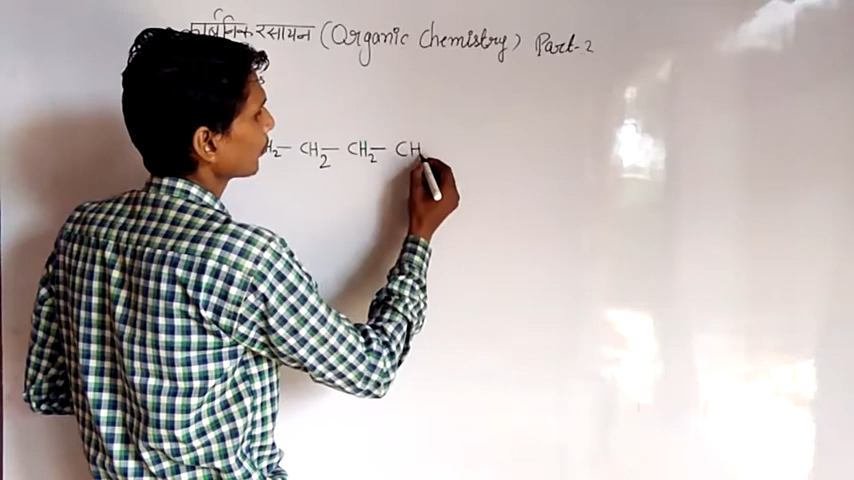 कार्बनिक रसायन (Organic Chemistry) Part-2
H₂- CH₂- CH₂- CH